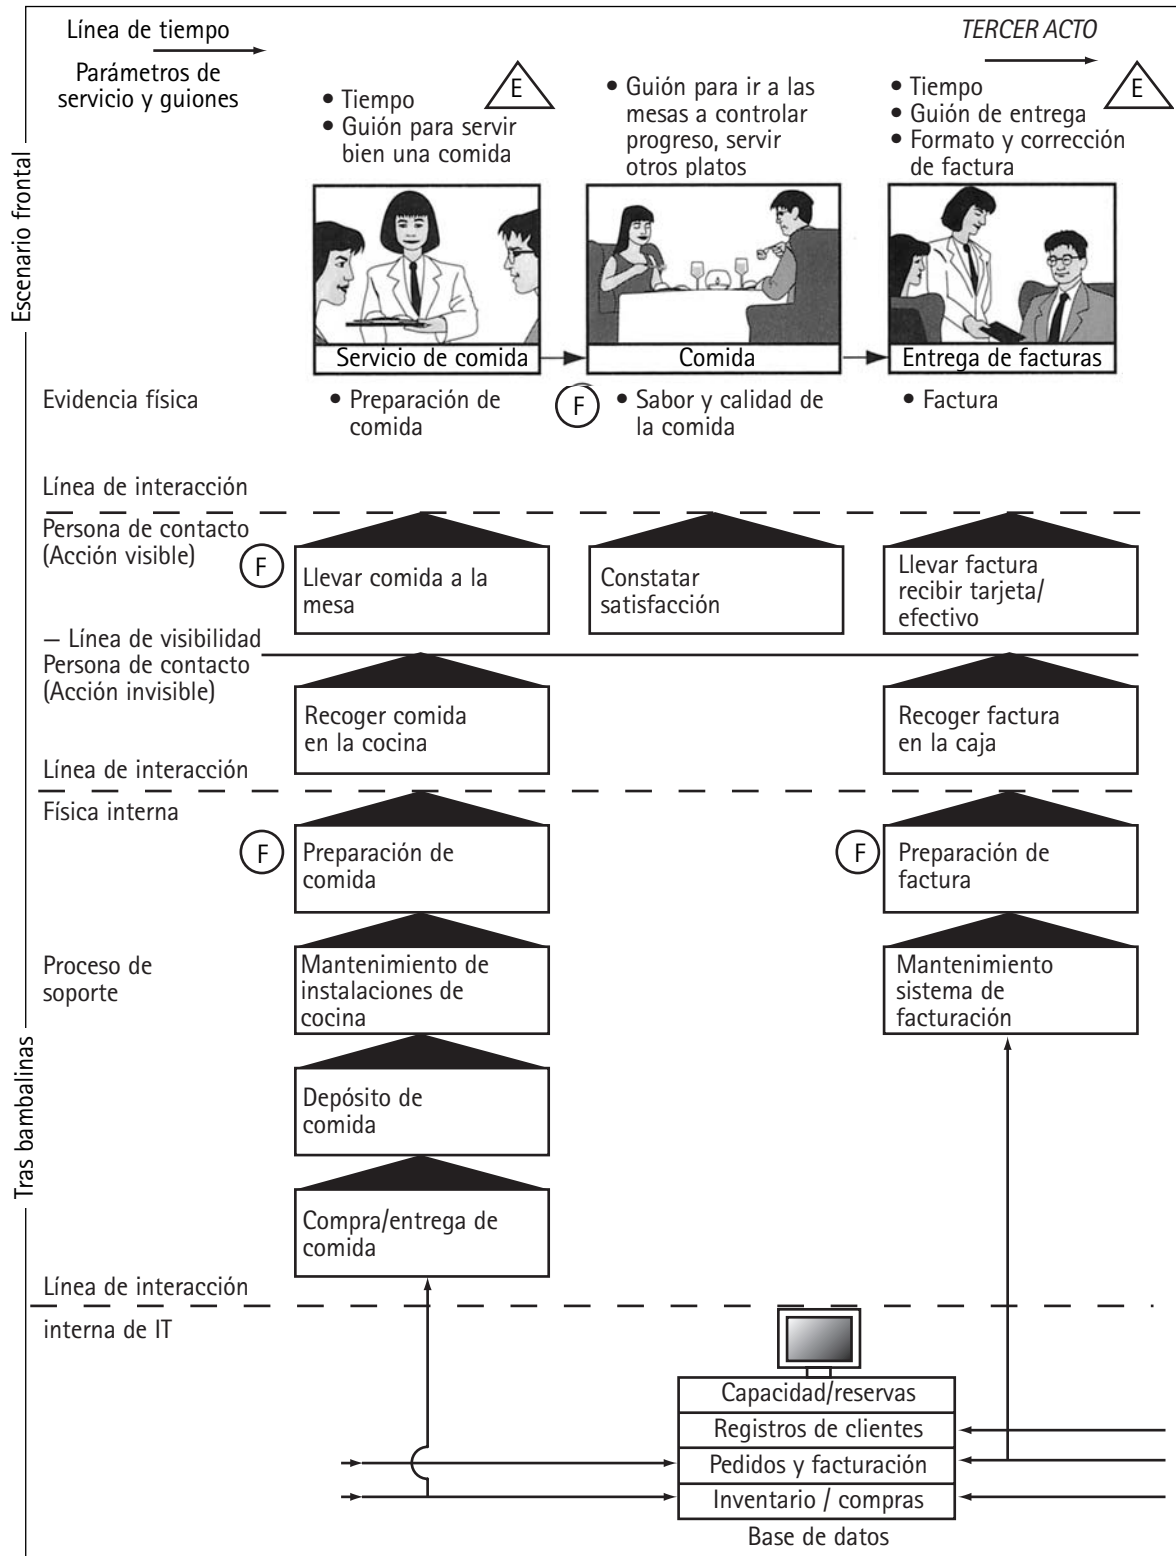 Línea de tiempo
TERCER ACTO
Parámetros de
servicio y guiones
E
• Tiempo
• Guión para servir
bien una comida
• Guión para ir a las
mesas a controlar
progreso, servir
otros platos
E
• Tiempo
• Guión de entrega
• Formato y corrección
de factura
Escenario frontal
Servicio de comida
Comida
Entrega de facturas
Evidencia física
• Preparación de
comida
F
• Sabor y calidad de
la comida
• Factura
Línea de interacción
Persona de contacto
(Acción visible)
F
Llevar comida a la
mesa
Constatar
satisfacción
Llevar factura
recibir tarjeta/
efectivo
— Línea de visibilidad
Persona de contacto
(Acción invisible)
Recoger comida
en la cocina
Recoger factura
en la caja
Línea de interacción
Física interna
F
Preparación de
comida
F
Preparación de
factura
Proceso de
soporte
Mantenimiento de
instalaciones de
cocina
Mantenimiento
sistema de
facturación
Tras bambalinas
Depósito de
comida
Compra/entrega de
comida
Línea de interacción
interna de IT
Capacidad/reservas
Registros de clientes
Pedidos y facturación
Inventario / compras
Base de datos